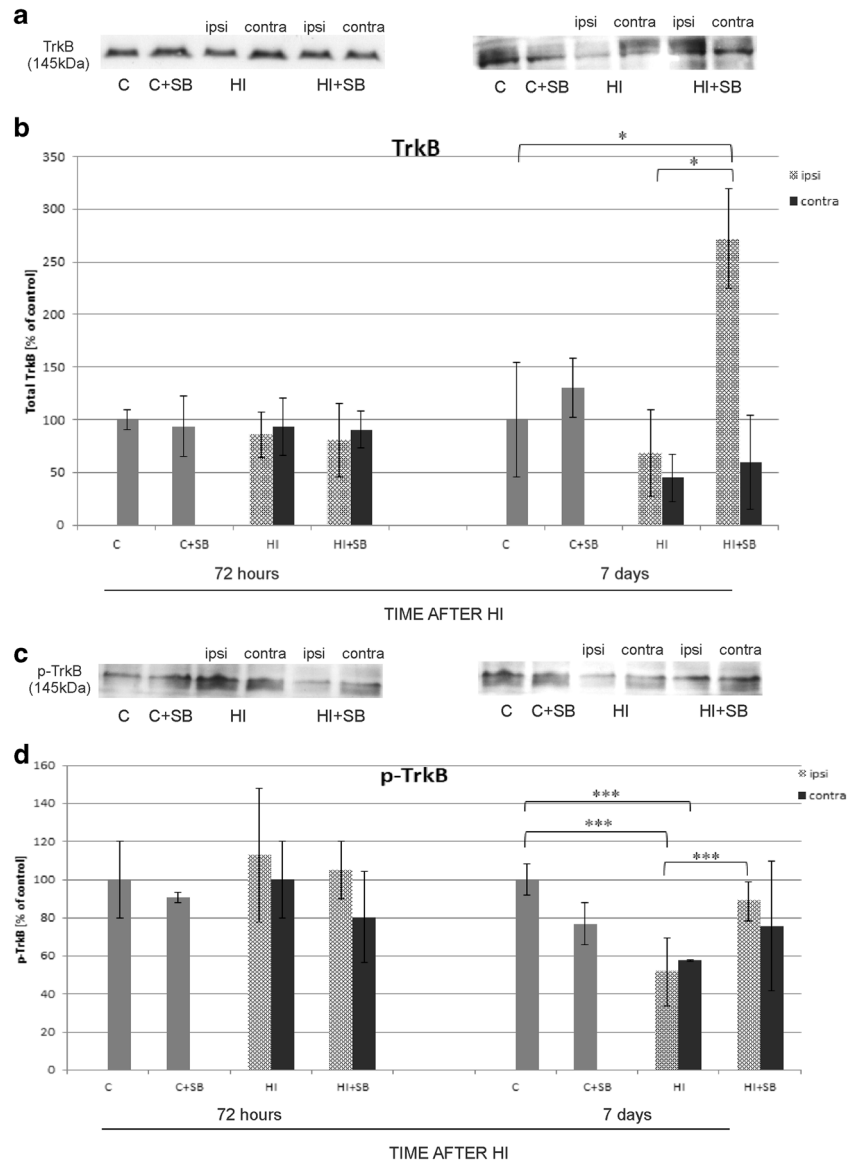 a
ipsi contra ipsi contra
TrkB
(145kDa)
C C+SB HI HI+SB C C+SB HI HI+SB
b
TrkB
*
*
ipsi
contra
Total TrkB [% of control]
350
300
250
200
150
100
50
0
C C+SB HI HI+SB C C+SB HI HI+SB
72 hours 7 days
TIME AFTER HI
c
ipsi contra ipsi contra ipsi contra ipsi contra
p-TrkB
(145kDa)
C C+SB HI HI+SB C C+SB HI HI+SB
d
p-TrkB
***
***
***
ipsi
contra
p-TrkB [% of control]
160
140
120
100
80
60
40
20
0
C C+SB HI HI+SB C C+SB HI HI+SB
72 hours 7 days
TIME AFTER HI